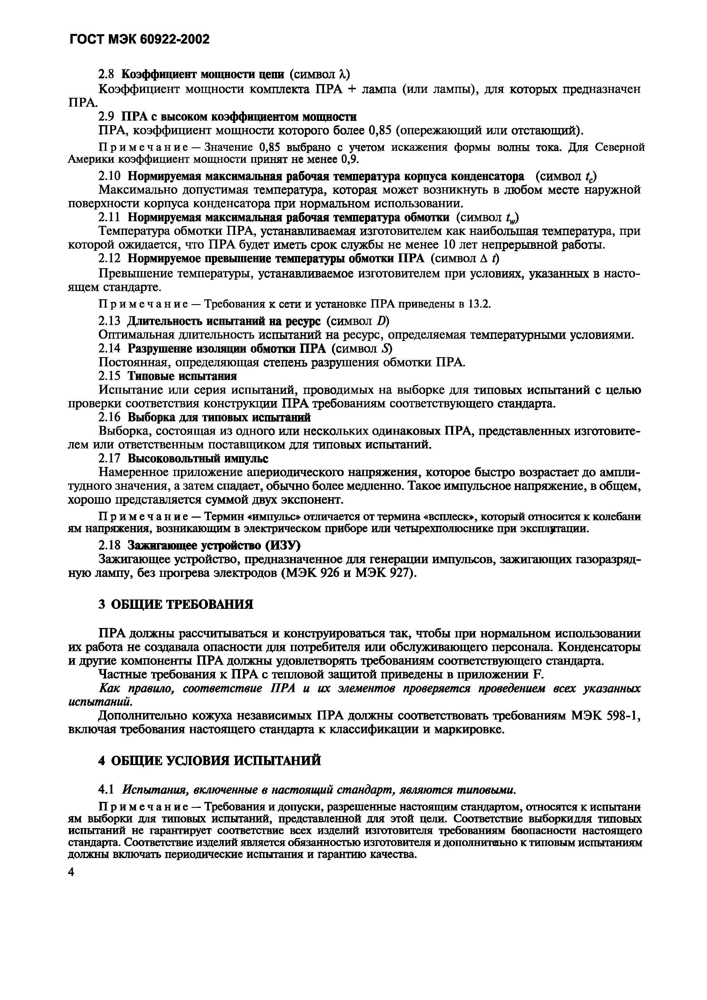 ГОСТ МЭК 60922-2002
2.8 Коэффициент мощности цепи (символ λ)
Коэффициент мощности комплекта ПРА + лампа (или лампы), для которых предназначен
ПРА.
2.9 ПРА с высоком коэффициентом мощности
ПРА, коэффициент мощности которого более 0,85 (опережающий или отстающий).
Примечание — Значение 0,85 выбрано с учетом искажения формы волны тока. Для Северной
Америки коэффициент мощности принят не менее 0,9.
2.10 Нормируемая максимальная рабочая температура корпуса конденсатора (символ tc)
Максимально допустимая температура, которая может возникнуть в любом месте наружной
поверхности корпуса конденсатора при нормальном использовании.
2.11 Нормируемая максимальная рабочая температура обмотки (символ tw)
Температура обмотки ПРА, устанавливаемая изготовителем как наибольшая температура, при
которой ожидается, что ПРА будет иметь срок службы не менее 10 лет непрерывной работы.
2.12 Нормируемое превышение температуры обмотки ПРА (символ Δ t)
Превышение температуры, устанавливаемое изготовителем при условиях, указанных в насто-
ящем стандарте.
Примечание — Требования к сети и установке ПРА приведены в 13.2.
2.13 Длительность испытаний на ресурс (символ D)
Оптимальная длительность испытаний на ресурс, определяемая температурными условиями.
2.14 Разрушение изоляции обмотки ПРА (символ S)
Постоянная, определяющая степень разрушения обмотки ПРА.
2.15 Типовые испытания
Испытание или серия испытаний, проводимых на выборке для типовых испытаний с целью
проверки соответствия конструкции ПРА требованиям соответствующего стандарта.
2.16 Выборка для типовых испытаний
Выборка, состоящая из одного или нескольких одинаковых ПРА, представленных изготовите-
лем или ответственным поставщиком для типовых испытаний.
2.17 Высоковольтный импульс
Намеренное приложение апериодического напряжения, которое быстро возрастает до ампли-
тудного значения, а затем спадает, обычно более медленно. Такое импульсное напряжение, в общем,
хорошо представляется суммой двух экспонент.
Примечание — Термин «импульс» отличается от термина «всплеск», который относится к колебани
ям напряжения, возникающим в электрическом приборе или четырехполюснике при эксплуатации.
2.18 Зажигающее устройство (ИЗУ)
Зажигающее устройство, предназначенное для генерации импульсов, зажигающих газоразряд-
ную лампу, без прогрева электродов (МЭК 926 и МЭК 927).
3 ОБЩИЕ ТРЕБОВАНИЯ
ПРА должны рассчитываться и конструироваться так, чтобы при нормальном использовании
их работа не создавала опасности для потребителя или обслуживающего персонала. Конденсаторы
и другие компоненты ПРА должны удовлетворять требованиям соответствующего стандарта.
Частные требования к ПРА с тепловой защитой приведены в приложении F.
Как правило, соответствие ПРА и их элементов проверяется проведением всех указанных
испытаний.
Дополнительно кожуха независимых ПРА должны соответствовать требованиям МЭК 598-1,
включая требования настоящего стандарта к классификации и маркировке.
4 ОБЩИЕ УСЛОВИЯ ИСПЫТАНИЙ
4.1 Испытания, включенные в настоящий стандарт, являются типовыми.
Примечание — Требования и допуски, разрешенные настоящим стандартом, относятся к испытани
ям выборки для типовых испытаний, представленной для этой цели. Соответствие выборки для типовых
испытаний не гарантирует соответствие всех изделий изготовителя требованиям безопасности настоящего
стандарта. Соответствие изделий является обязанностью изготовителя и дополнительно к типовым испытаниям
должны включать периодические испытания и гарантию качества.
4